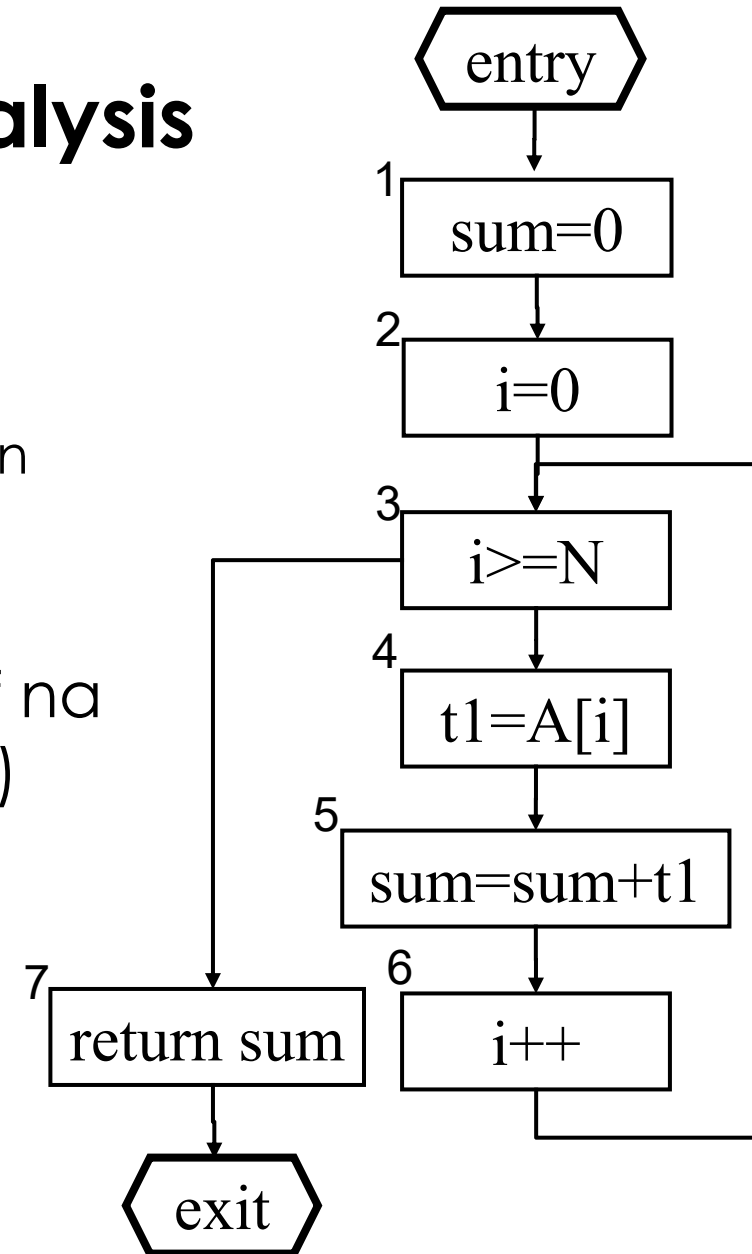 entry
alysis
1
sum=0
2
i=0
n
3
i>=N
4
t1=A[i]
na
)
5
sum=sum+t1
6
i++
7
return sum
exit